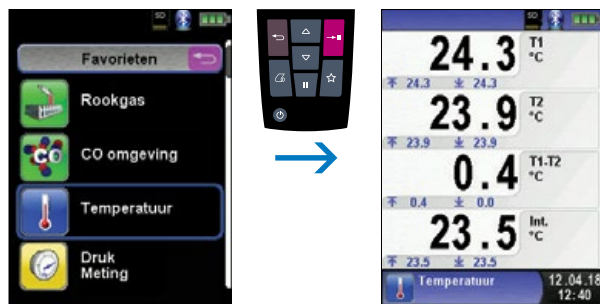 SD
Favorieten
Rookgas
CO
CO omgeving
Temperatuur
Druk
Meting
SD
24.3 T1
°C
24.3 24.3
23.9 T2
°C
23.9 23.9
0.4 T1-T2
°C
0.4 0.0
23.5 Int.
°C
23.5 23.5
Temperatuur 12.04.18
12:40